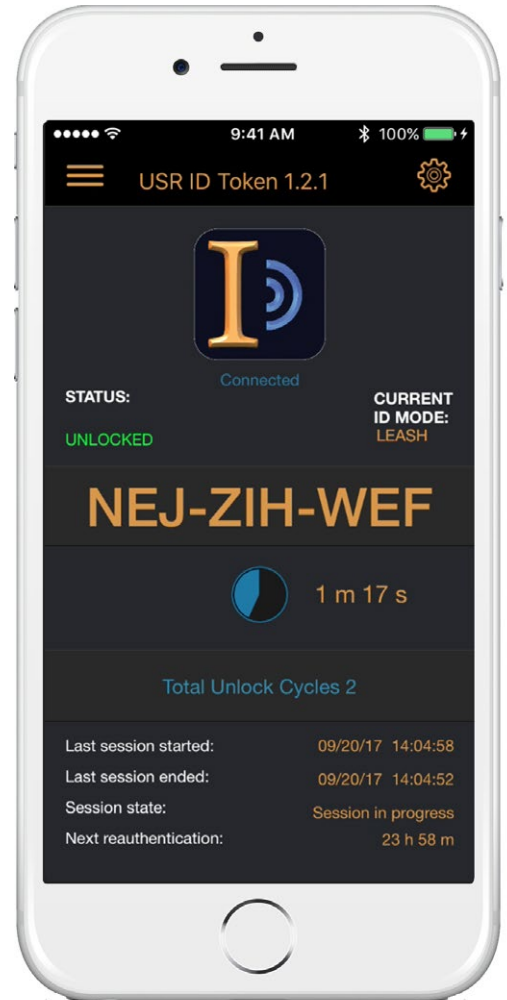 9:41 AM 100%
USR ID Token 1.2.1
I
Connected
STATUS:
UNLOCKED
CURRENT
ID MODE:
LEASH
NEJ-ZIH-WEF
1 m 17 s
Total Unlock Cycles 2
Last session started: 09/20/17 14:04:58
Last session ended: 09/20/17 14:04:52
Session state: Session in progress
Next reauthentication: 23 h 58 m